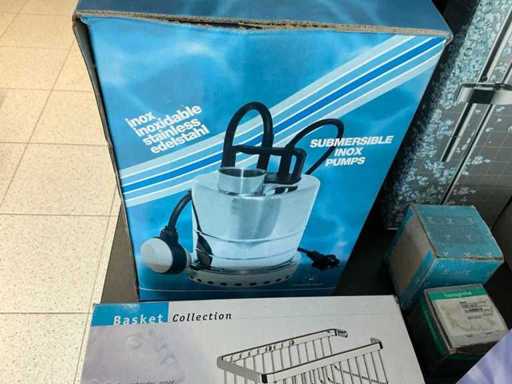 inox
inoxidable
stainless
edelstahl
SUBMERSIBLE
INOX
PUMPS
Basket Collection